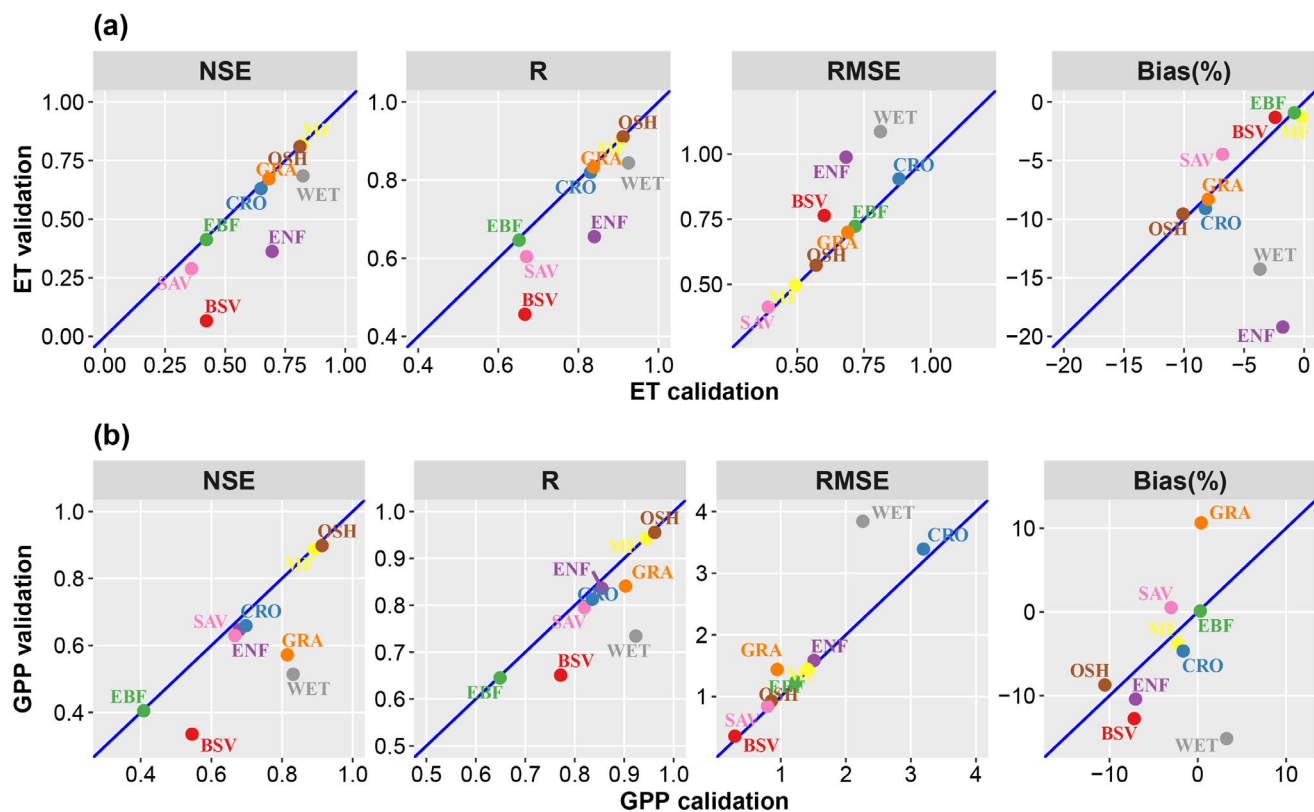 (a)
NSE R RMSE Bias(%)
ET validation
1.00
0.75
0.50
0.25
0.00
MF
OSH
GRA
WET
CRO
EBF
ENF
SAV
BSV
0.00 0.25 0.50 0.75 1.00
1.0
0.8
0.6
0.4
OSH
MF
GRA
WET
CRO
EBF
ENF
SAV
BSV
0.4 0.6 0.8 1.0
1.00
0.75
0.50
WET
ENF
CRO
BSV
EBF
GRA
OSH
MF
SAV
0.50 0.75 1.00
0
−5
−10
−15
−20
EBF
BSV
MF
SAV
GRA
OSH
CRO
WET
ENF
−20 −15 −10 −5 0
ET calidation
(b)
NSE R RMSE Bias(%)
GPP validation
1.0
0.8
0.6
0.4
OSH
MF
SAV
CRO
ENF
GRA
WET
EBF
BSV
0.4 0.6 0.8 1.0
1.0
0.9
0.8
0.7
0.6
0.5
OSH
MF
ENF
GRA
CRO
SAV
WET
BSV
EBF
0.5 0.6 0.7 0.8 0.9 1.0
4
3
2
1
WET
CRO
ENF
GRA
MF
EBF
OSH
SAV
BSV
1 2 3 4
10
0
−10
GRA
SAV
EBF
MF
CRO
OSH
ENF
BSV
WET
−10 0 10
GPP calidation